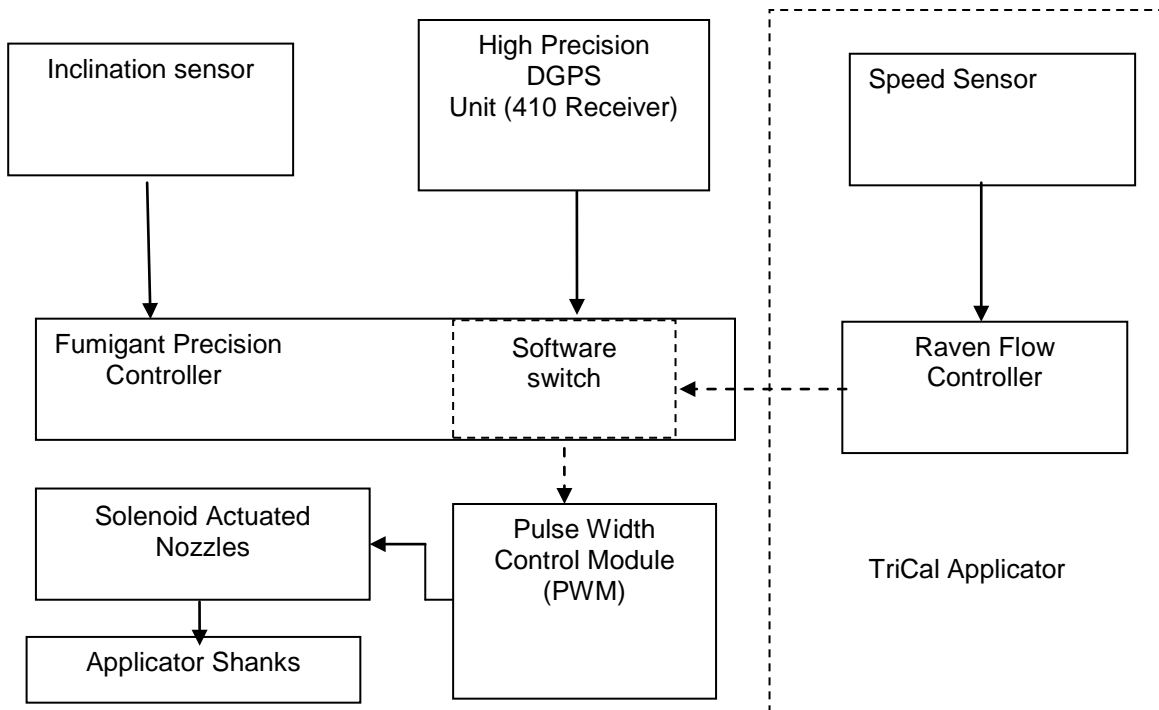 Inclination sensor
High Precision
DGPS
Unit (410 Receiver)
Speed Sensor
Fumigant Precision
Controller
Software
switch
Raven Flow
Controller
Solenoid Actuated
Nozzles
Pulse Width
Control Module
(PWM)
TriCal Applicator
Applicator Shanks